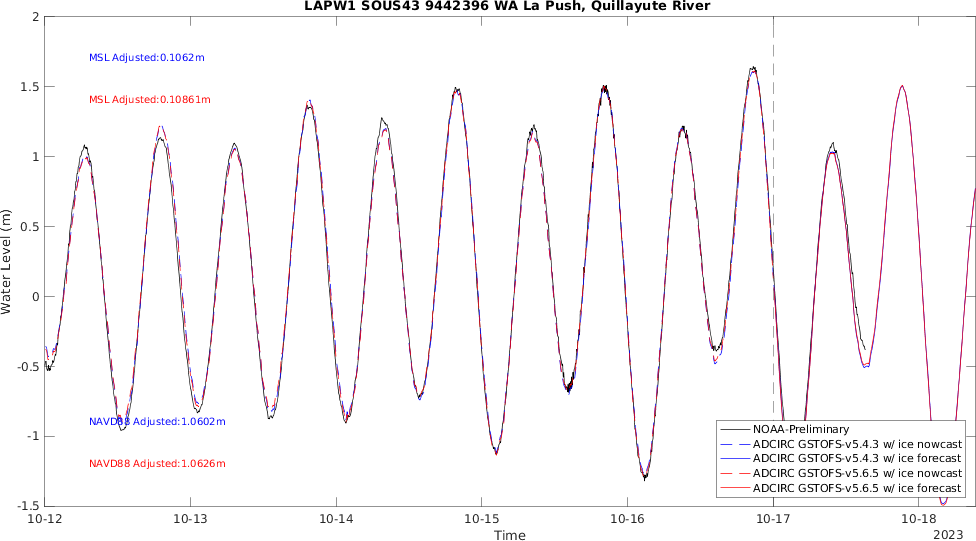 LAPW1 SOUS43 9442396 WA La Push, Quillayute River
2
1.5
1
0.5
0
-0.5
-1
-1.5
Water Level (m)
MSL Adjusted:0.1062m
MSL Adjusted:0.10861m
NAVD88 Adjusted:1.0602m
NAVD88 Adjusted:1.0626m
NOAA-Preliminary
ADCIRC GSTOFS-v5.4.3 w/ ice nowcast
ADCIRC GSTOFS-v5.4.3 w/ ice forecast
ADCIRC GSTOFS-v5.6.5 w/ ice nowcast
ADCIRC GSTOFS-v5.6.5 w/ ice forecast
10-12 10-13 10-14 10-15 10-16 10-17 10-18
Time
2023